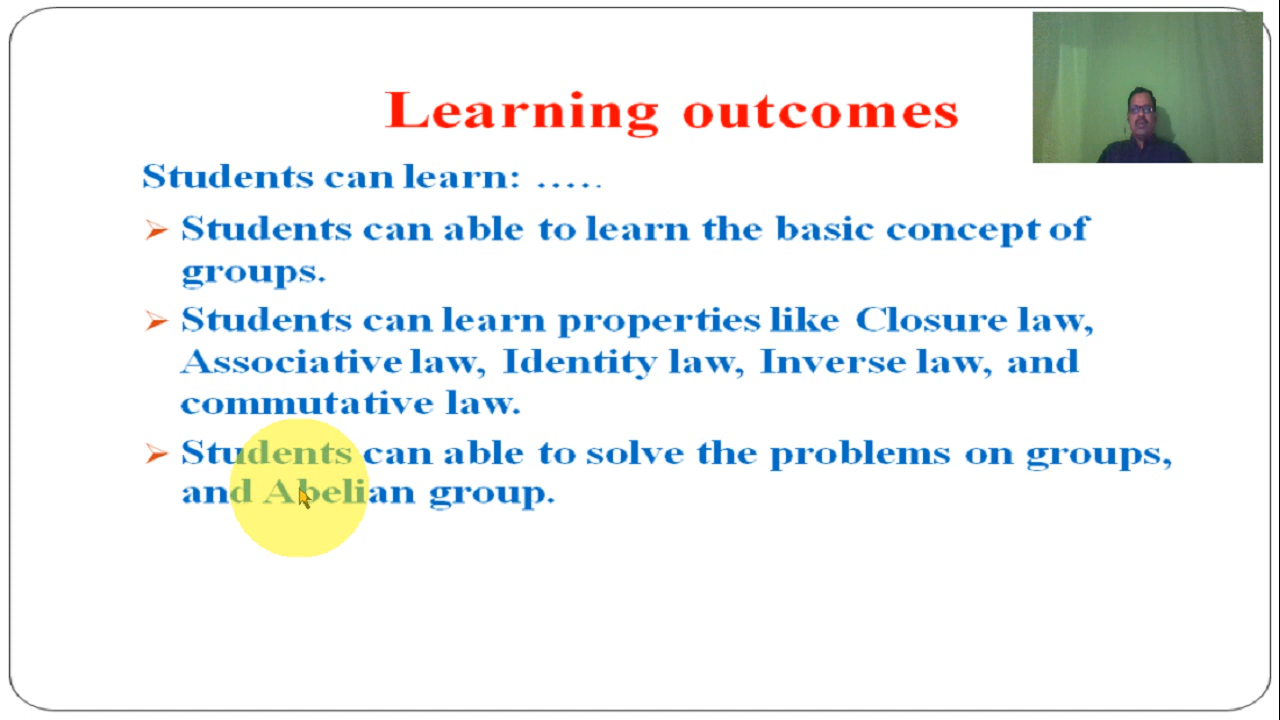 Learning outcomes
Students can learn: .....
Students can able to learn the basic concept of
groups.
Students can learn properties like Closure law,
Associative law, Identity law, Inverse law, and
commutative law.
Students can able to solve the problems on groups,
and Abelian group.